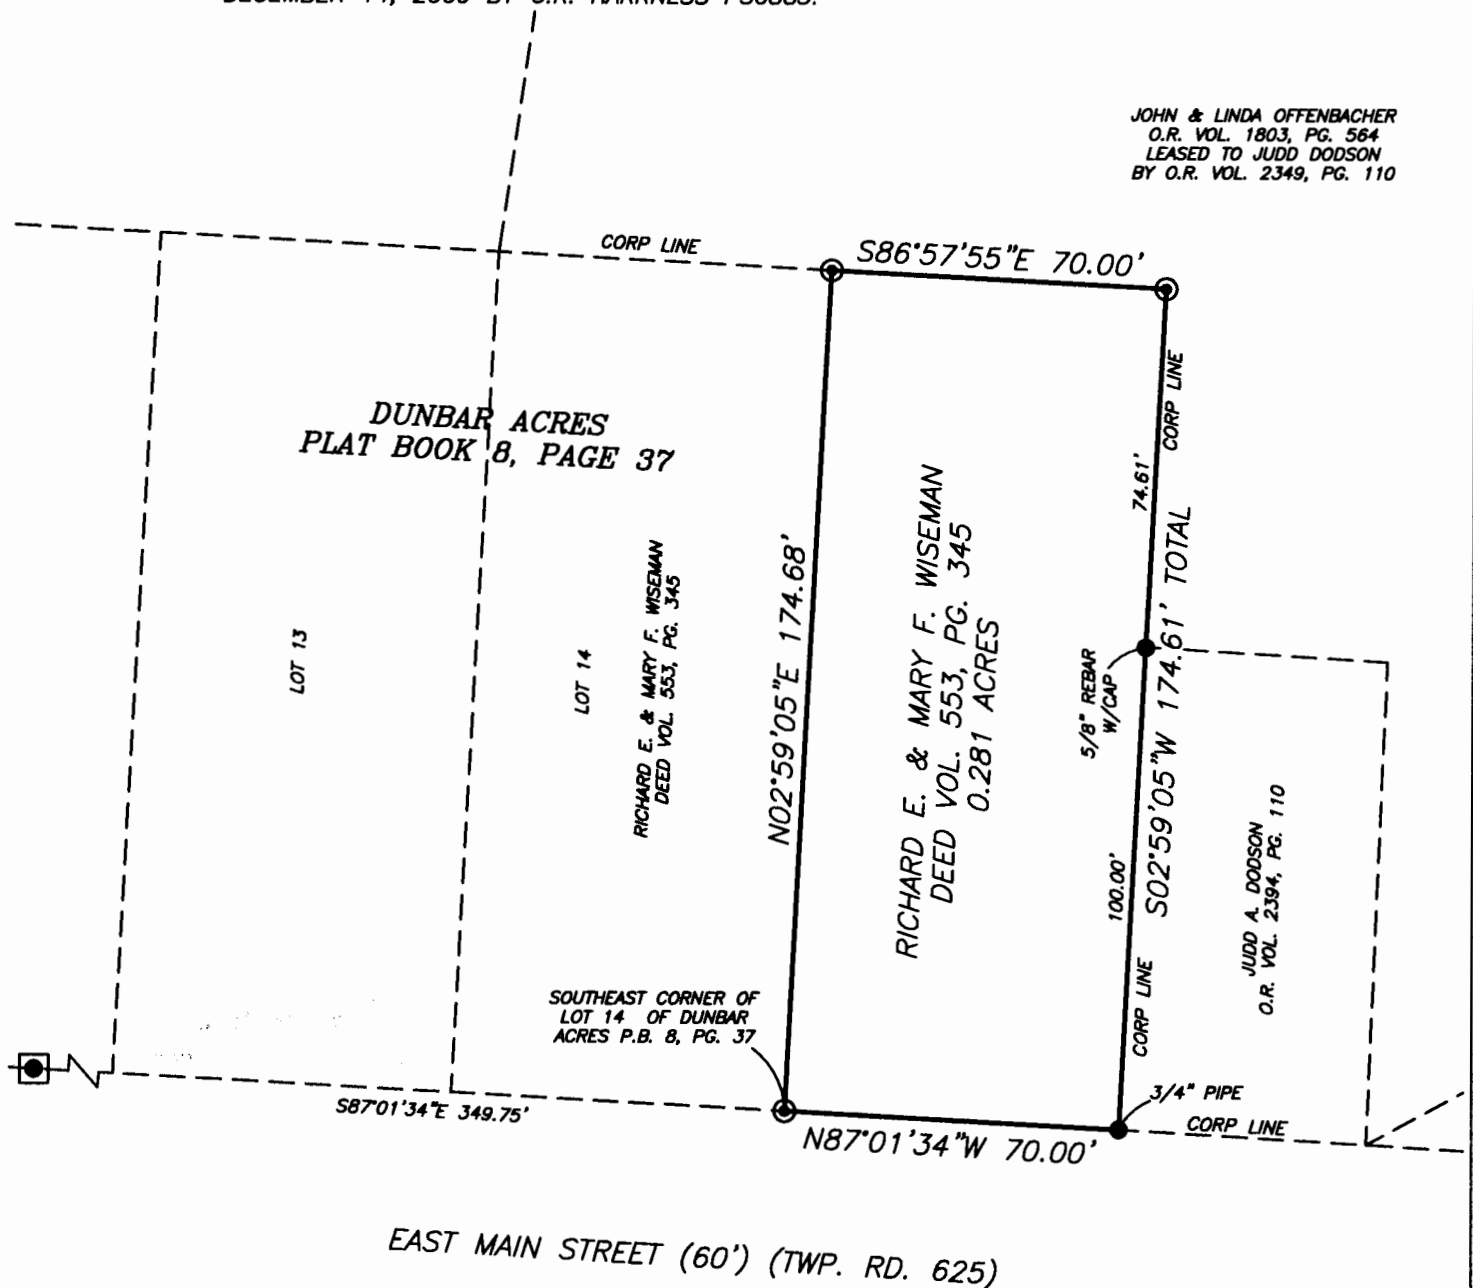 JOHN & LINDA OFFENBACHER
O.R. VOL. 1803, PG. 564
LEASED TO JUDD DODSON
BY O.R. VOL. 2349, PG. 110
CORP LINE
S86°57'55"E 70.00'
DUNBAR ACRES
PLAT BOOK 8, PAGE 37
LOT 13
LOT 14
RICHARD E. & MARY F. WISEMAN
DEED VOL. 553, PG. 345
N02°59'05"E 174.68'
RICHARD E. & MARY F. WISEMAN
DEED VOL. 553, PG. 345
0.281 ACRES
CORP LINE
74.61'
S02°59'05"W 174.61' TOTAL
5/8" REBAR
W/CAP
100.00'
CORP LINE
JUDD A. DODSON
O.R. VOL. 2394, PG. 110
SOUTHEAST CORNER OF
LOT 14 OF DUNBAR
ACRES P.B. 8, PG. 37
3/4" PIPE
CORP LINE
S87°01'34"E 349.75'
N87°01'34"W 70.00'
EAST MAIN STREET (60') (TWP. RD. 625)